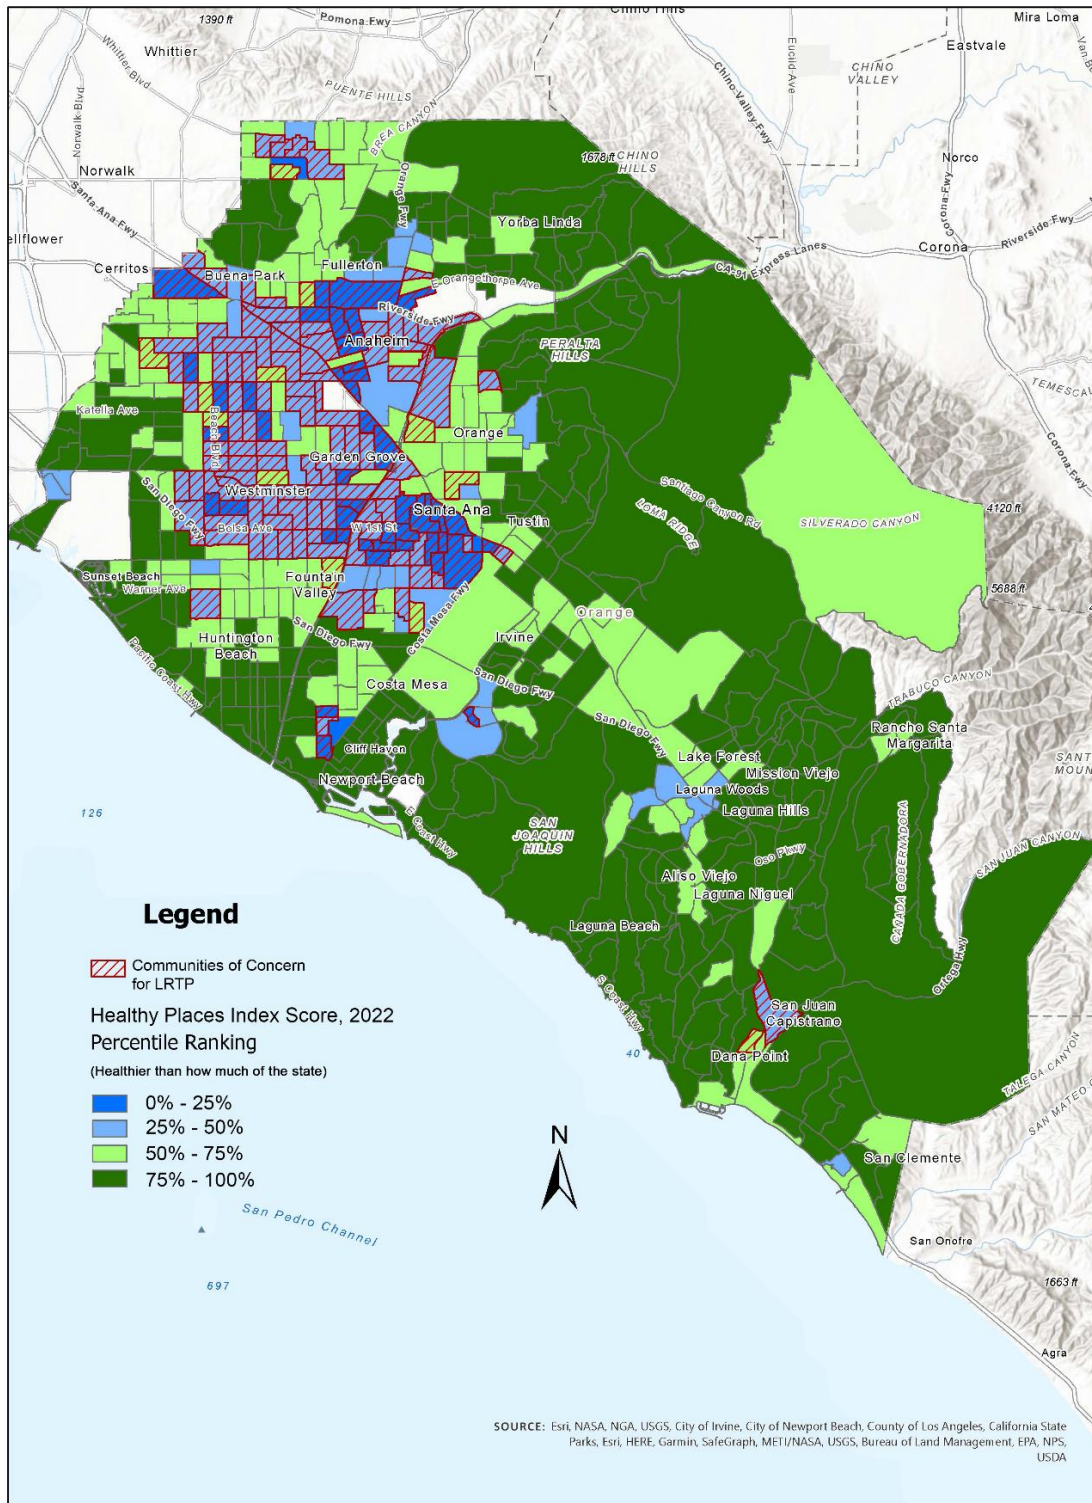 Chino Hills
1390 ft
Pomona Fwy
Mira Loma
Whittier
Eastvale
Whittier Blvd
Norwalk Blvd
Euclid Ave
Chino Valley Fwy
CHINO
VALLEY
PUENTE HILLS
BREA CANYON
Orange Fwy
1678 ft
CHINO
HILLS
Norco
Norwalk
Santa Ana Fwy
Yorba Linda
ellflower
Corona
Riverside Fwy
Cerritos
Buena Park
Fullerton
CA-91 Express Lanes
E Orangethorpe Ave
Riverside Fwy
Anaheim
PERALTA
HILLS
TEMESCAL
Katella Ave
Beach Blvd
Orange
Corona Fwy
Garden Grove
Westminster
San Diego Fwy
Santiago Canyon Rd
LOMA RIDGE
4120 ft
Santa Ana
Bolsa Ave
W 1st St
Tustin
SILVERADO CANYON
Sunset Beach
Warner Ave
Fountain
Valley
5688 ft
Costa Mesa Fwy
Orange
Huntington
Beach
San Diego Fwy
Irvine
Pacific Coast Hwy
Costa Mesa
San Diego Fwy
TRABUCO CANYON
San Diego Fwy
Rancho Santa
Margarita
Cliff Haven
Lake Forest
Mission Viejo
SANT
MOUN
Newport Beach
Laguna Woods
Laguna Hills
126
E Coast Hwy
SAN
JOAQUIN
HILLS
Oso Pkwy
CAÑADA GOBERNADORA
SAN JUAN CANYON
Aliso Viejo
Laguna Niguel
Laguna Beach
Ortega Hwy
Legend
Communities of Concern
for LRTP
S Coast Hwy
San Juan
Capistrano
Healthy Places Index Score, 2022
Percentile Ranking
(Healthier than how much of the state)
40
Dana Point
TALEGA CANYON
SAN MATEO
0% - 25%
25% - 50%
50% - 75%
75% - 100%
N
San Clemente
San Pedro Channel
San Onofre
697
1663 ft
Agra
SOURCE: Esri, NASA, NGA, USGS, City of Irvine, City of Newport Beach, County of Los Angeles, California State
Parks, Esri, HERE, Garmin, SafeGraph, METI/NASA, USGS, Bureau of Land Management, EPA, NPS,
USDA